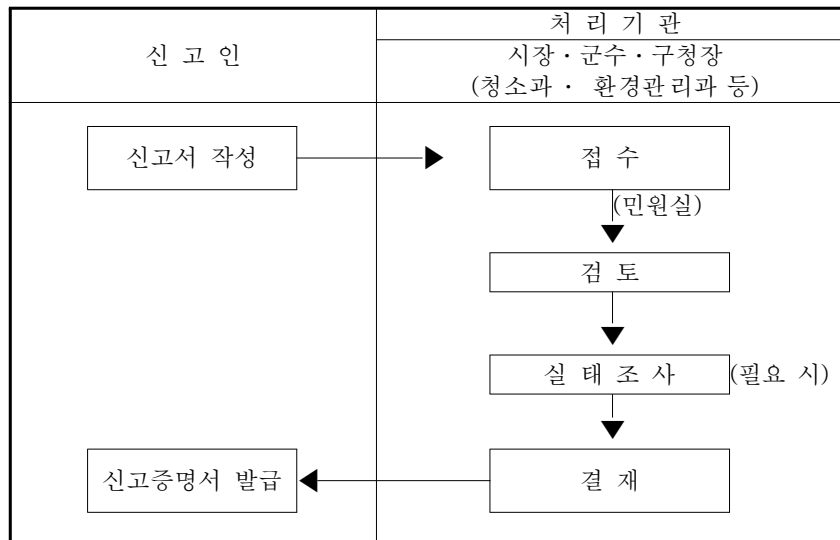 신 고 인
처 리 기 관
시장·군수·구청장
(청소과 · 환경관리과 등)
신고서 작성
접 수
(민원실)
검 토
실 태 조 사 (필요 시)
신고증명서 발급
결 재